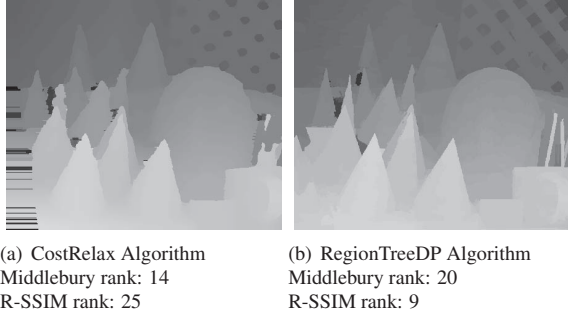 (a) CostRelax Algorithm
Middlebury rank: 14
R-SSIM rank: 25
(b) RegionTreeDP Algorithm
Middlebury rank: 20
R-SSIM rank: 9